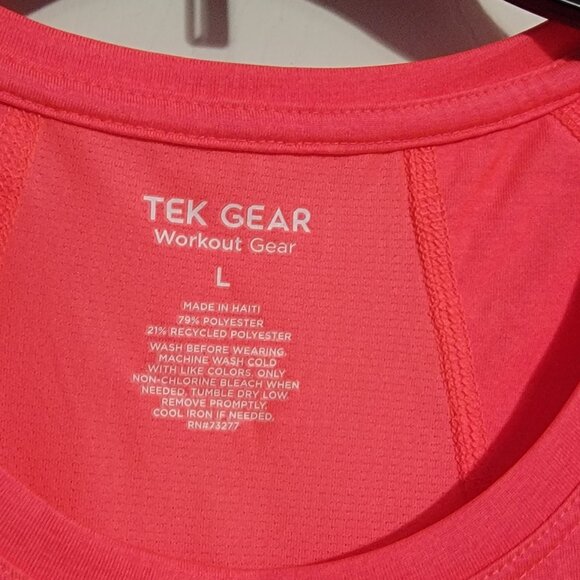 TEK GEAR
Workout Gear
L
MADE IN HAITI
79% POLYESTER
21% RECYCLED POLYESTER
WASH BEFORE WEARING.
MACHINE WASH COLD
WITH LIKE COLORS. ONLY
NON-CHLORINE BLEACH WHEN
NEEDED. TUMBLE DRY LOW.
REMOVE PROMPTLY.
COOL IRON IF NEEDED.
RN#73277